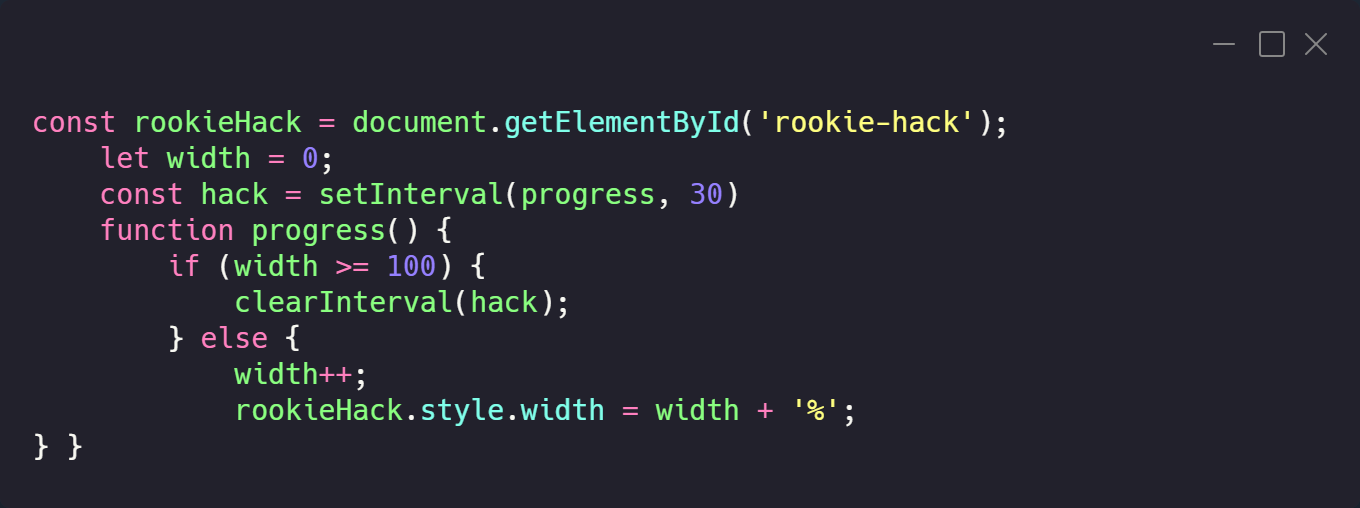 const rookieHack = document.getElementById('rookie-hack');
    let width = 0;
    const hack = setInterval(progress, 30)
    function progress() {
        if (width >= 100) {
            clearInterval(hack);
        } else {
            width++;
            rookieHack.style.width = width + '%';
} }